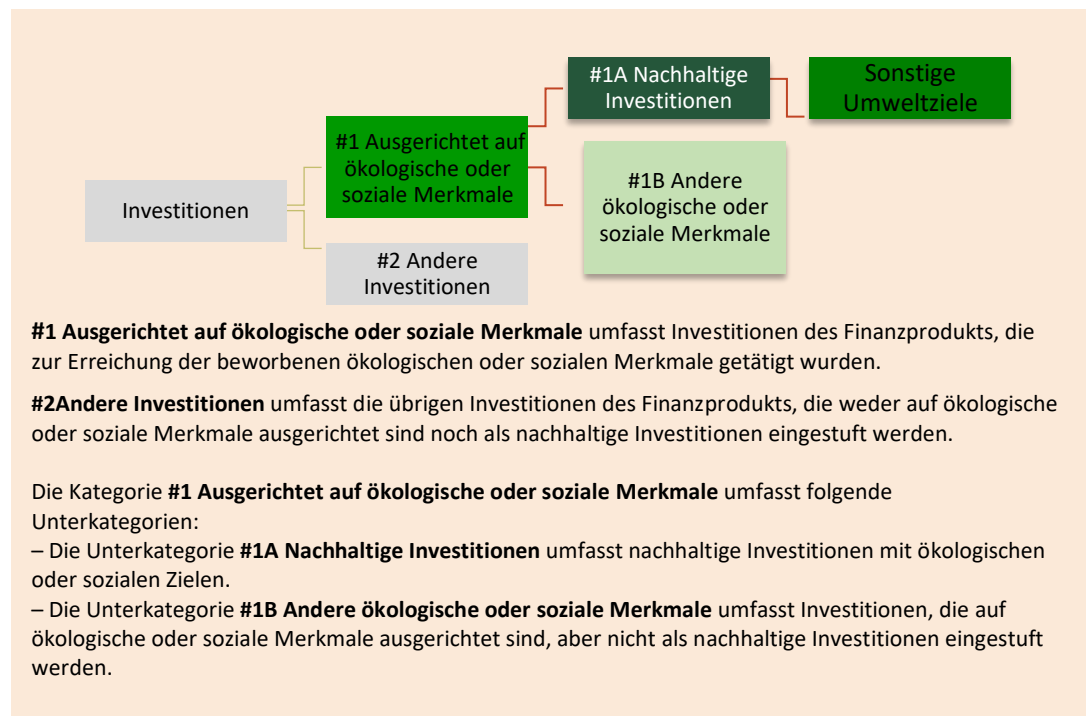 #1A Nachhaltige
Investitionen
Sonstige
Umweltziele
#1 Ausgerichtet auf
ökologische oder
soziale Merkmale
#1B Andere
ökologische oder
soziale Merkmale
Investitionen
#2 Andere
Investitionen
#1 Ausgerichtet auf ökologische oder soziale Merkmale umfasst Investitionen des Finanzprodukts, die
zur Erreichung der beworbenen ökologischen oder sozialen Merkmale getätigt wurden.
#2Andere Investitionen umfasst die übrigen Investitionen des Finanzprodukts, die weder auf ökologische
oder soziale Merkmale ausgerichtet sind noch als nachhaltige Investitionen eingestuft werden.
Die Kategorie #1 Ausgerichtet auf ökologische oder soziale Merkmale umfasst folgende
Unterkategorien:
– Die Unterkategorie #1A Nachhaltige Investitionen umfasst nachhaltige Investitionen mit ökologischen
oder sozialen Zielen.
– Die Unterkategorie #1B Andere ökologische oder soziale Merkmale umfasst Investitionen, die auf
ökologische oder soziale Merkmale ausgerichtet sind, aber nicht als nachhaltige Investitionen eingestuft
werden.